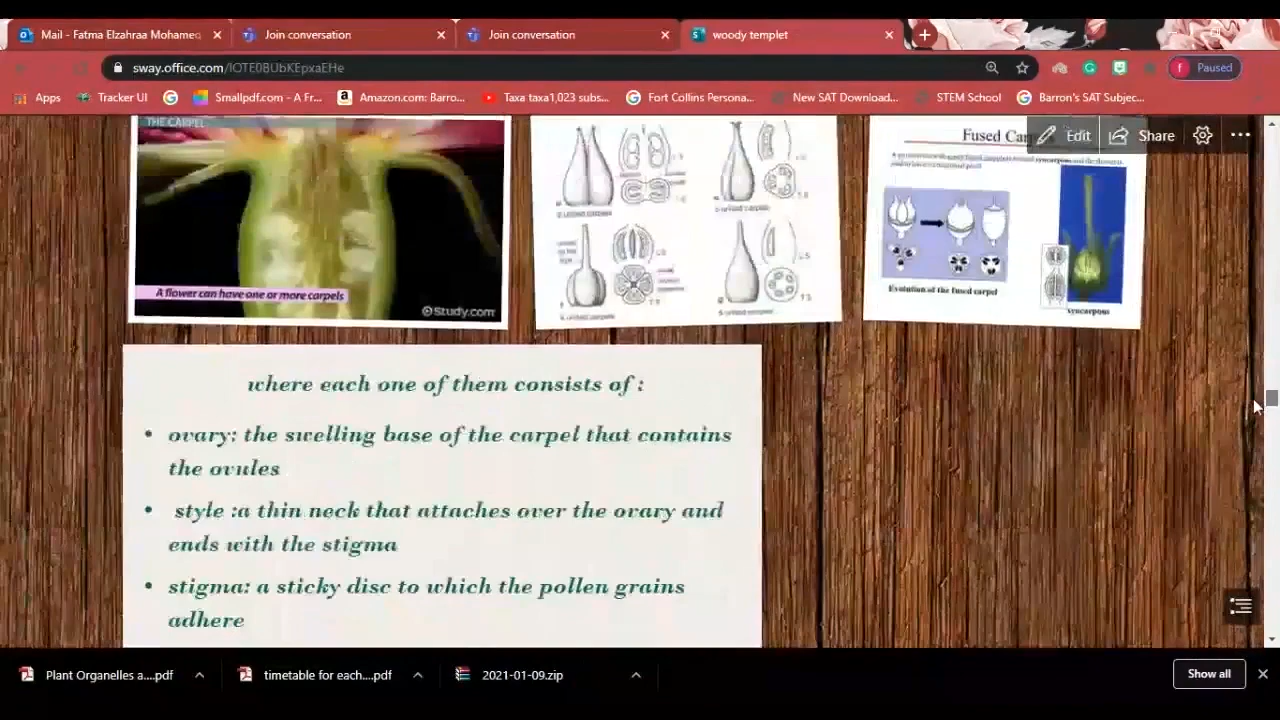 Mail - Fatma Elzahraa Mohamed
Join conversation
Join conversation
woody templet
sway.office.com/IOTE0BUbKEpxaEHe
Paused
Apps
Tracker UI
Smallpdf.com - A Fr...
Amazon.com: Barro...
Taxa taxa1,023 subs...
Fort Collins Persona...
New SAT Download...
STEM School
Barron's SAT Subjec...
Edit
Share
THE CARPEL
A flower can have one or more carpels
Study.com
Fused
Evolution of the fused carpel
syncarpous
where each one of them consists of :
• ovary: the swelling base of the carpel that contains
the ovules
• style :a thin neck that attaches over the ovary and
ends with the stigma
• stigma: a sticky disc to which the pollen grains
adhere
Plant Organelles a....pdf
timetable for each....pdf
2021-01-09.zip
Show all